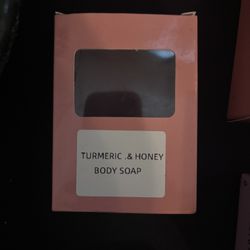 TURMERIC .& HONEY
BODY SOAP